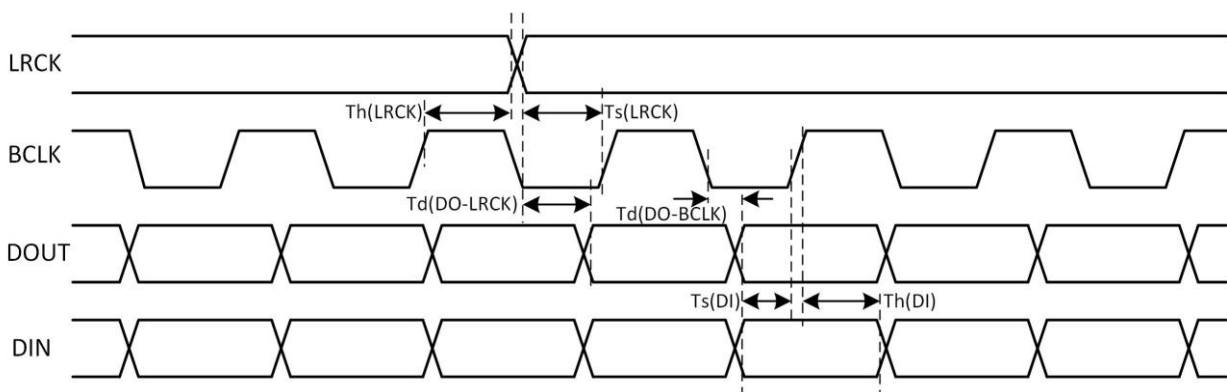 LRCK
Th(LRCK)
Ts(LRCK)
BCLK
Td(DO-LRCK)
Td(DO-BCLK)
DOUT
Ts(DI)
Th(DI)
DIN